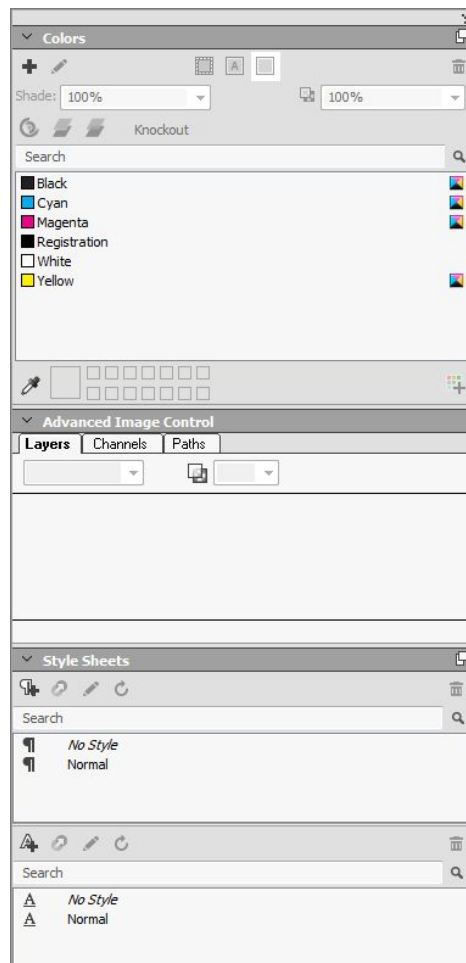 Colors
A
Shade: 100% 100%
Knockout
Search
Black
Cyan
Magenta
Registration
White
Yellow
Advanced Image Control
Layers Channels Paths
Style Sheets
Search
¶ No Style
¶ Normal
A
Search
A No Style
A Normal